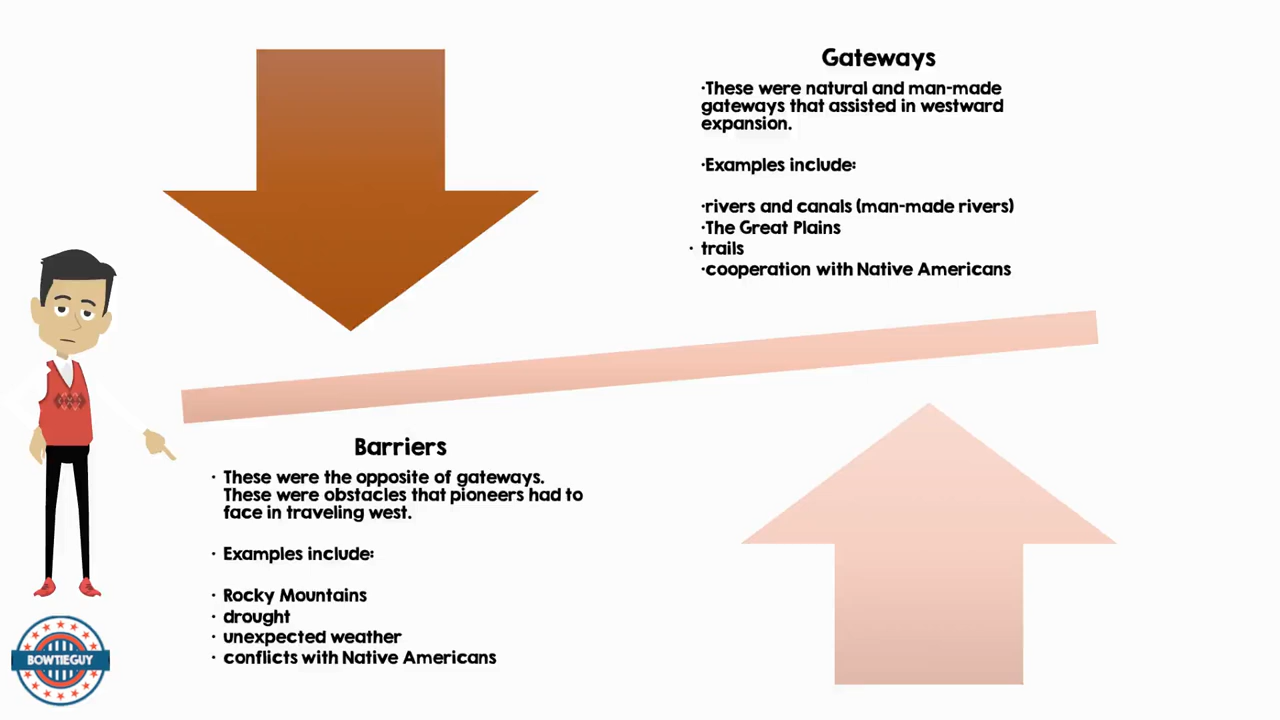 Gateways
·These were natural and man-made
gateways that assisted in westward
expansion.
·Examples include:
·rivers and canals (man-made rivers)
·The Great Plains
· trails
·cooperation with Native Americans
Barriers
· These were the opposite of gateways.
These were obstacles that pioneers had to
face in traveling west.
· Examples include:
· Rocky Mountains
· drought
· unexpected weather
· conflicts with Native Americans
BOWTIEGUY